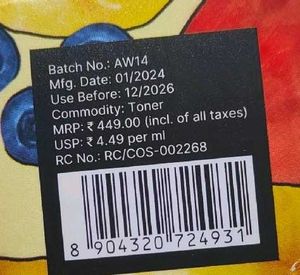 Batch No.: AW14
Mfg. Date: 01/2024
Use Before: 12/2026
Commodity: Toner
MRP: ₹ 449.00 (incl. of all taxes)
USP: ₹ 4.49 per ml
RC No.: RC/COS-002268
8 904320 724931